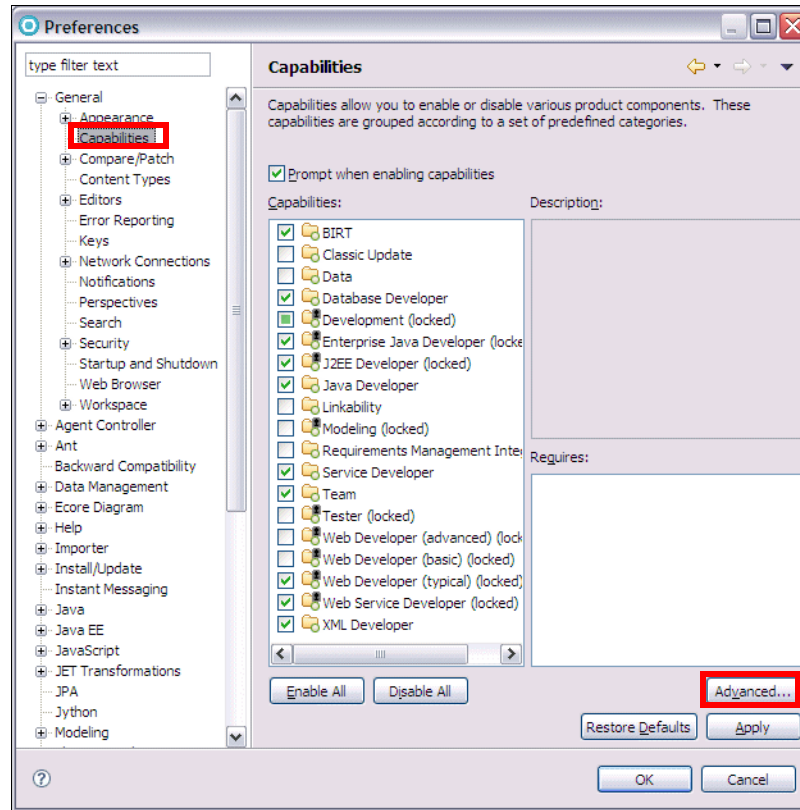 Preferences
type filter text
General
Appearance
Capabilities
Compare/Patch
Content Types
Editors
Error Reporting
Keys
Network Connections
Notifications
Perspectives
Search
Security
Startup and Shutdown
Web Browser
Workspace
Agent Controller
Ant
Backward Compatibility
Data Management
Ecore Diagram
Help
Importer
Install/Update
Instant Messaging
Java
Java EE
JavaScript
JET Transformations
JPA
Jython
Modeling
Capabilities
Capabilities allow you to enable or disable various product components. These
capabilities are grouped according to a set of predefined categories.
Prompt when enabling capabilities
Capabilities:
BIRT
Classic Update
Data
Database Developer
Development (locked)
Enterprise Java Developer (locke
J2EE Developer (locked)
Java Developer
Linkability
Modeling (locked)
Requirements Management Inte
Service Developer
Team
Tester (locked)
Web Developer (advanced) (lock
Web Developer (basic) (locked)
Web Developer (typical) (locked)
Web Service Developer (locked)
XML Developer
Description:
Requires:
Enable All
Disable All
Advanced...
Restore Defaults
Apply
OK
Cancel